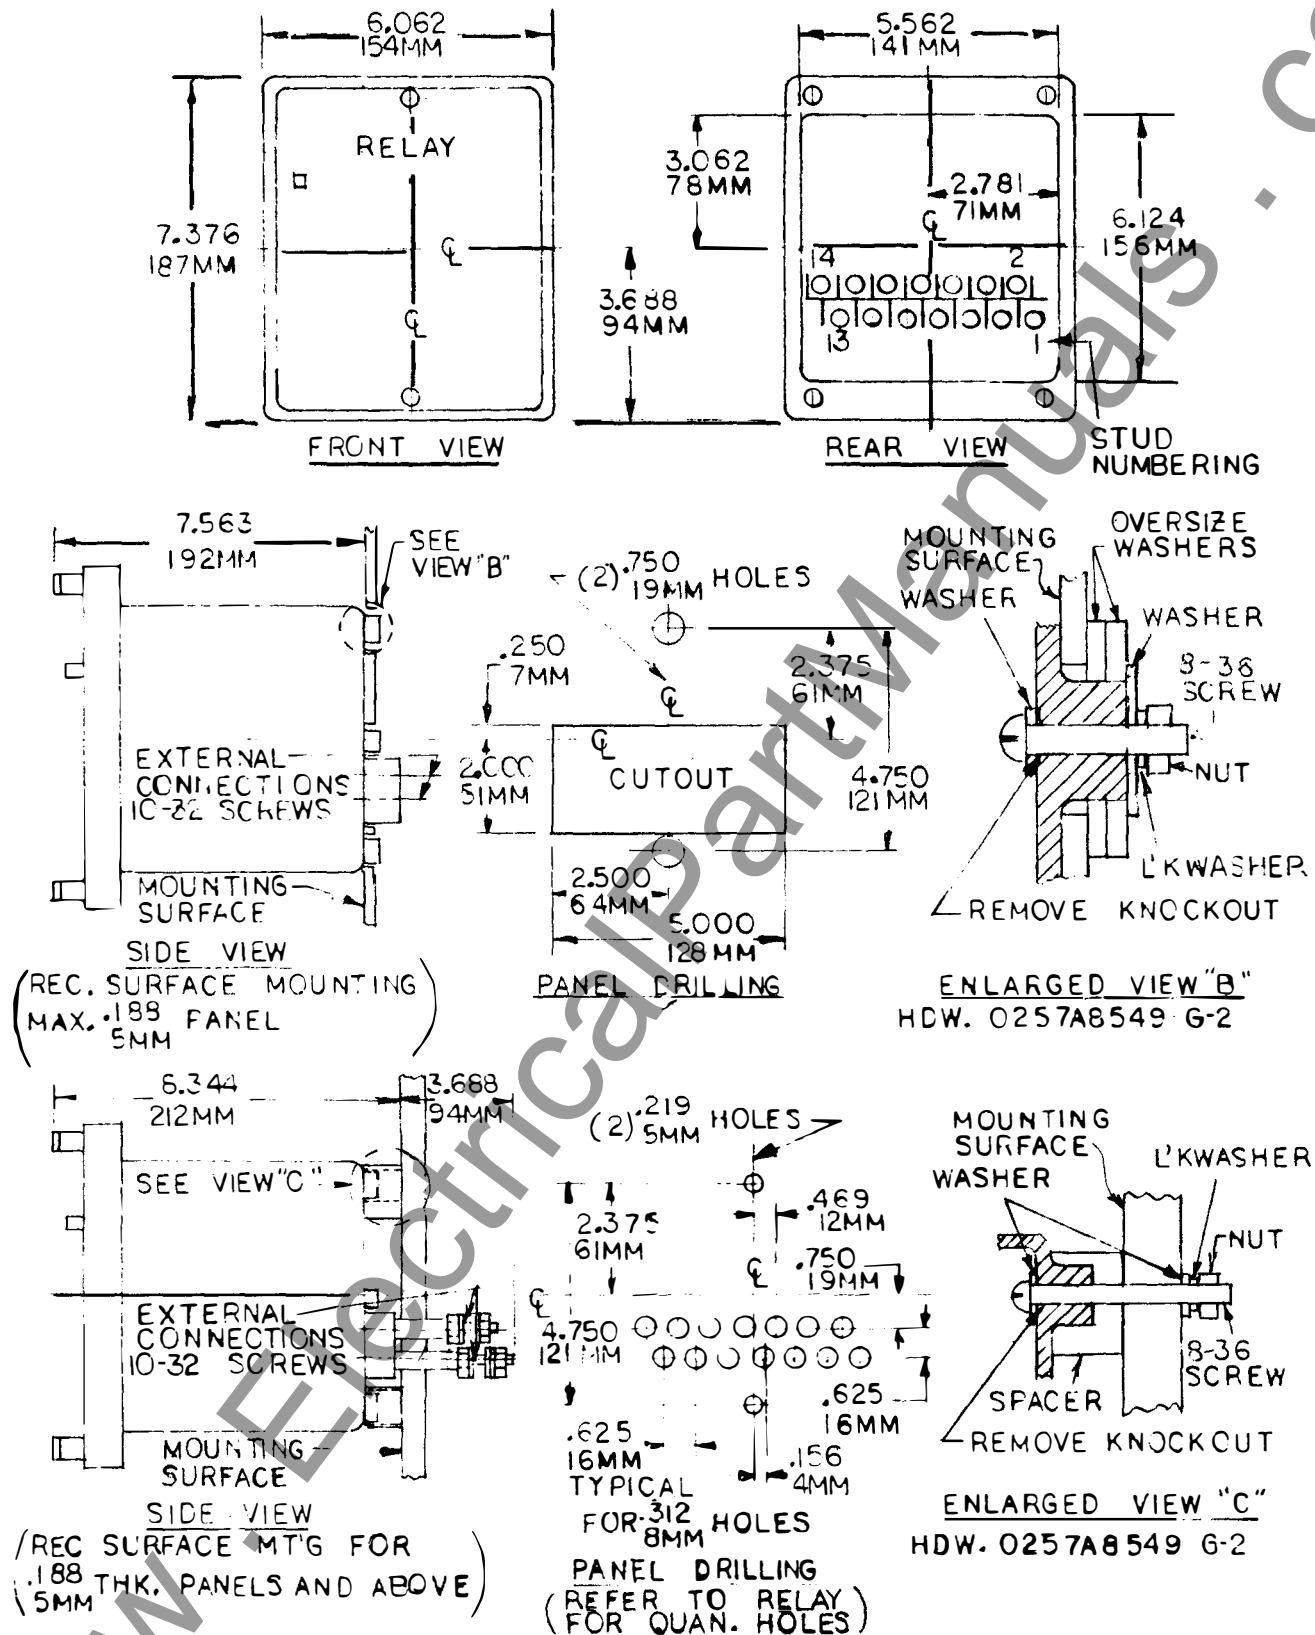 6.062
154MM
5.562
141MM
RELAY
7.376
187MM
℄
℄
3.688
94MM
3.062
78MM
2.781
71MM
℄
6.124
156MM
14
2
13
1
FRONT VIEW
REAR VIEW
STUD
NUMBERING
7.563
192MM
SEE
VIEW"B"
(2) .750
19MM HOLES
.250
7MM
2.375
61MM
℄
℄
CUTOUT
2.000
51MM
4.750
121MM
2.500
64MM
5.000
128MM
EXTERNAL
CONNECTIONS
10-32 SCREWS
MOUNTING
SURFACE
SIDE VIEW
(REC. SURFACE MOUNTING
MAX. .188
5MM PANEL)
PANEL DRILLING
MOUNTING
SURFACE
WASHER
OVERSIZE
WASHERS
WASHER
8-36
SCREW
NUT
L'KWASHER
REMOVE KNOCKOUT
ENLARGED VIEW"B"
HDW. 0257A8549 G-2
8.344
212MM
3.688
94MM
SEE VIEW"C"
EXTERNAL
CONNECTIONS
10-32 SCREWS
MOUNTING
SURFACE
SIDE VIEW
(REC SURFACE MT'G FOR
.188
5MM THK. PANELS AND ABOVE)
(2) .219
5MM HOLES
2.375
61MM
.469
12MM
℄
.750
19MM
℄
4.750
121MM
.625
16MM
.625
16MM
TYPICAL
FOR .312
8MM HOLES
.156
4MM
PANEL DRILLING
(REFER TO RELAY
FOR QUAN. HOLES)
MOUNTING
SURFACE
WASHER
L'KWASHER
NUT
8-36
SCREW
SPACER
REMOVE KNOCKOUT
ENLARGED VIEW "C"
HDW. 0257A8549 G-2
www.ElectricalPartManuals.co